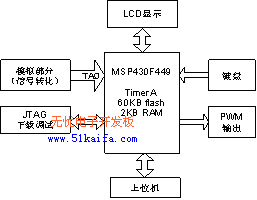 LCD显示
模拟部分
(信号转化)
TAO
MSP430F449
TimerA
60KB flash
2KB RAM
键盘
JTAG
下载调试
PWM
输出
无忧电子开发板
www.51kaifa.com
上位机